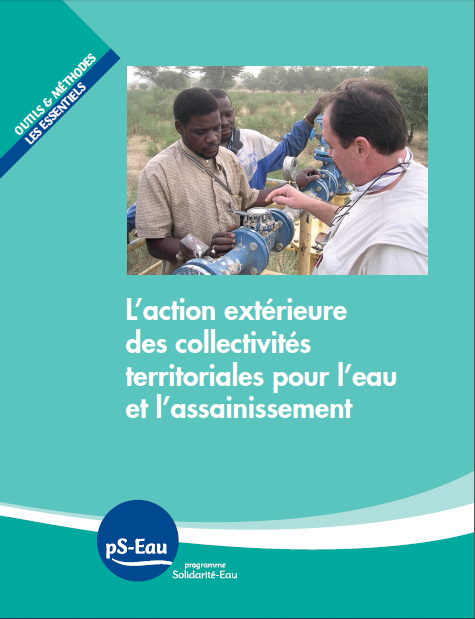 OUTILS & MÉTHODES
LES ESSENTIELS
L'action extérieure
des collectivités
territoriales pour l'eau
et l'assainissement
pS-Eau
programme
Solidarité-Eau